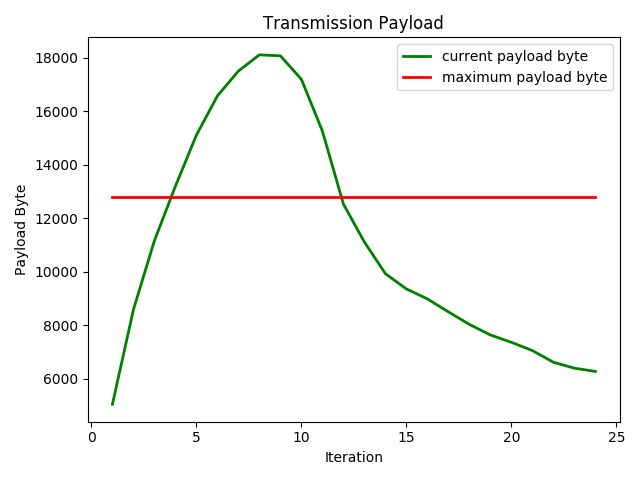 Transmission Payload
current payload byte
maximum payload byte
18000
16000
14000
12000
10000
8000
6000
Payload Byte
0 5 10 15 20 25
Iteration